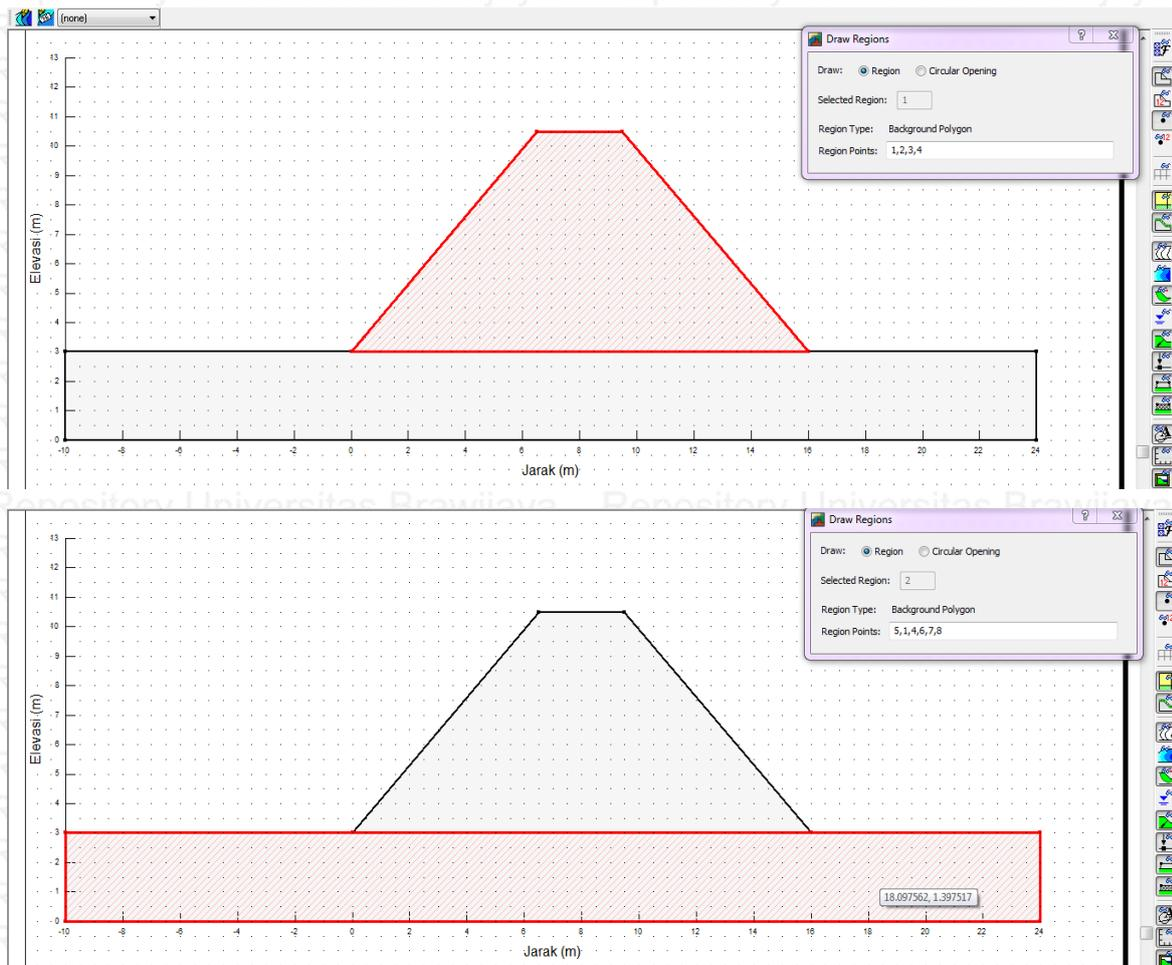 (none)
Draw Regions
Draw: Region Circular Opening
Selected Region: 1
Region Type: Background Polygon
Region Points: 1,2,3,4
13
12
11
10
9
8
7
6
5
4
3
2
1
0
Elevasi (m)
-10 -8 -6 -4 -2 0 2 4 6 8 10 12 14 16 18 20 22 24
Jarak (m)
Repository Universitas Brawijaya Repository Universitas Brawijaya
Draw Regions
Draw: Region Circular Opening
Selected Region: 2
Region Type: Background Polygon
Region Points: 5,1,4,6,7,8
13
12
11
10
9
8
7
6
5
4
3
2
1
0
Elevasi (m)
18.097562, 1.397517
-10 -8 -6 -4 -2 0 2 4 6 8 10 12 14 16 18 20 22 24
Jarak (m)